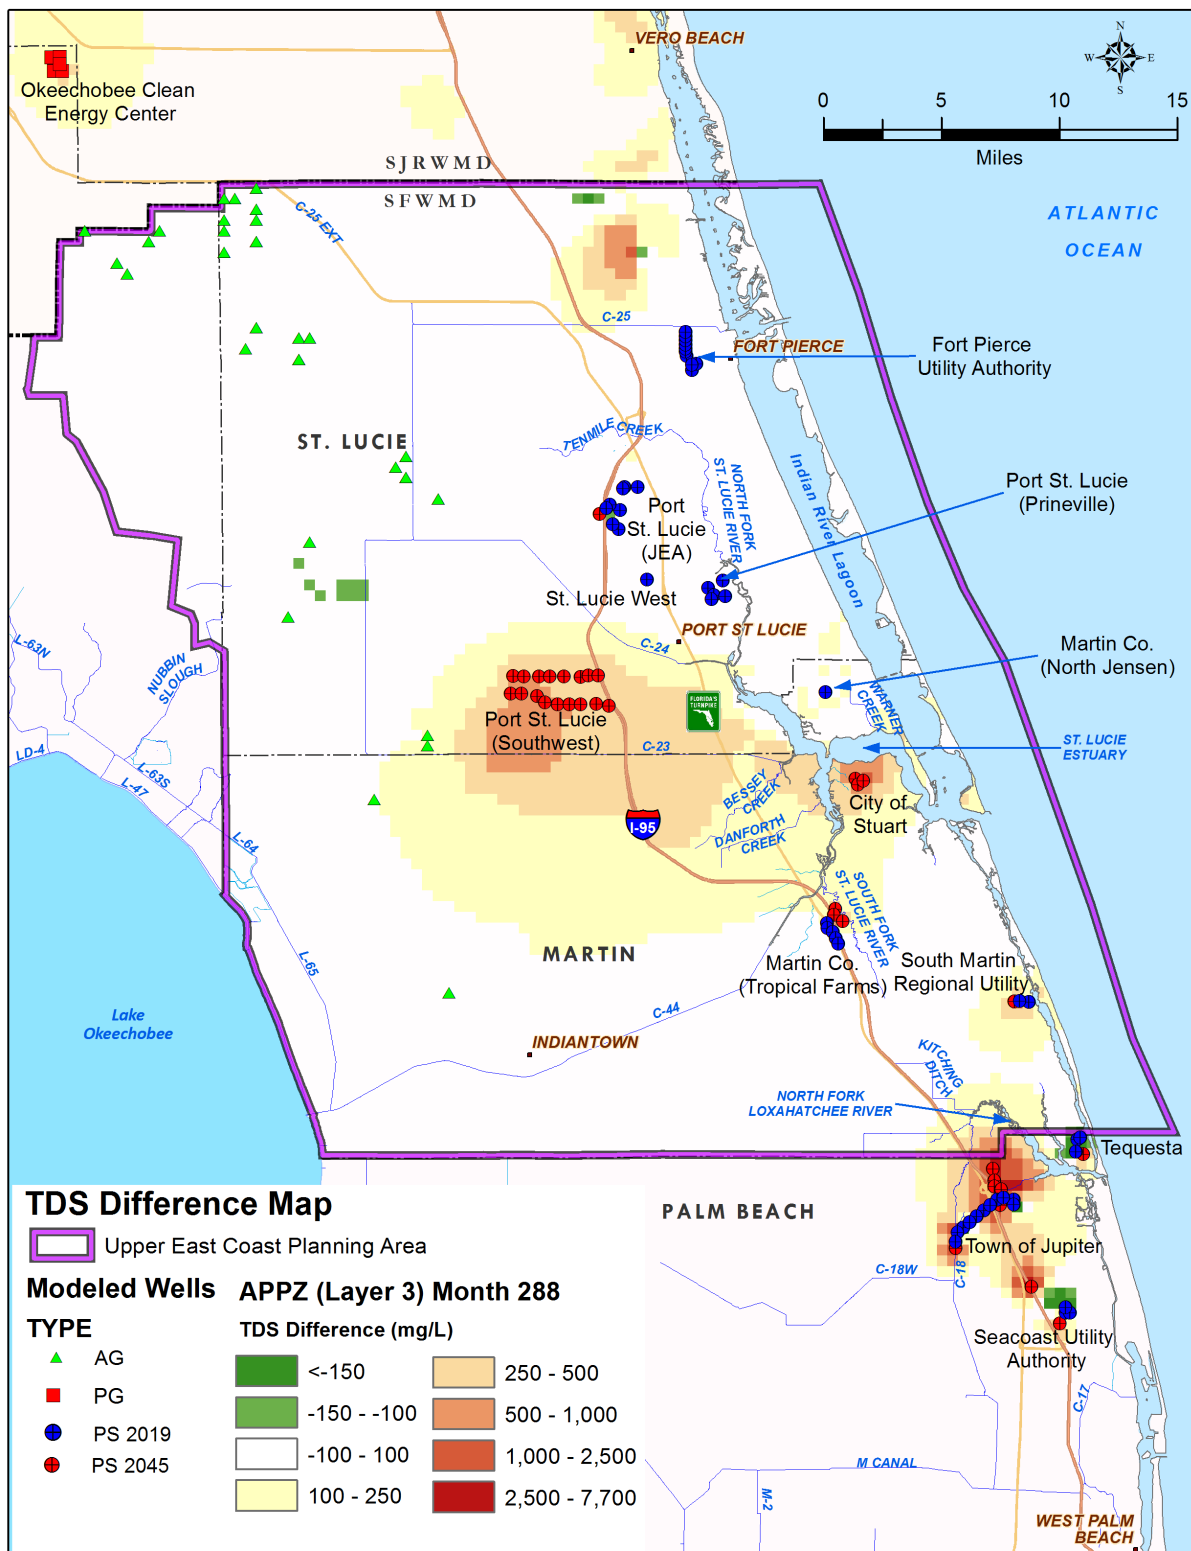 VERO BEACH
N
W
E
S
Okeechobee Clean
Energy Center
0
5
10
15
Miles
SJRWMD
SFWMD
C-25 EXT
ATLANTIC
OCEAN
C-25
FORT PIERCE
Fort Pierce
Utility Authority
ST. LUCIE
TENMILE CREEK
NORTH FORK
ST. LUCIE RIVER
Indian River Lagoon
Port St. Lucie
(Prineville)
Port
St. Lucie
(JEA)
St. Lucie West
PORT ST LUCIE
C-24
Martin Co.
(North Jensen)
L-63N
NUBBIN
SLOUGH
WARNER
CREEK
FLORIDA'S
TURNPIKE
Port St. Lucie
(Southwest)
C-23
ST. LUCIE
ESTUARY
LD-4
L-63S
L-47
BESSEY
CREEK
City of
Stuart
I-95
DANFORTH
CREEK
L-64
SOUTH FORK
ST. LUCIE RIVER
MARTIN
L-65
Martin Co.
(Tropical Farms)
South Martin
Regional Utility
Lake
Okeechobee
C-44
INDIANTOWN
KITCHING
DITCH
NORTH FORK
LOXAHATCHEE RIVER
Tequesta
TDS Difference Map
Upper East Coast Planning Area
PALM BEACH
Town of Jupiter
C-18W
C-18
Modeled Wells
TYPE
AG
PG
PS 2019
PS 2045
APPZ (Layer 3) Month 288
TDS Difference (mg/L)
<-150
-150 - -100
-100 - 100
100 - 250
250 - 500
500 - 1,000
1,000 - 2,500
2,500 - 7,700
Seacoast Utility
Authority
C-17
M CANAL
M-2
WEST PALM
BEACH